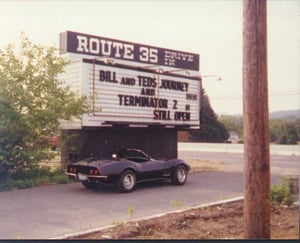 ROUTE 35 DRIVE IN
BILL AND TEDS JOURNEY
AND
TERMINATOR 2
STILL OPEN